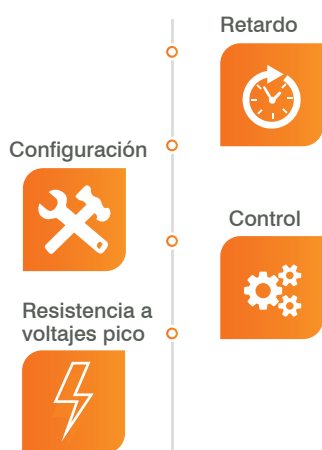 Retardo
Configuración
Control
Resistencia a
voltajes pico